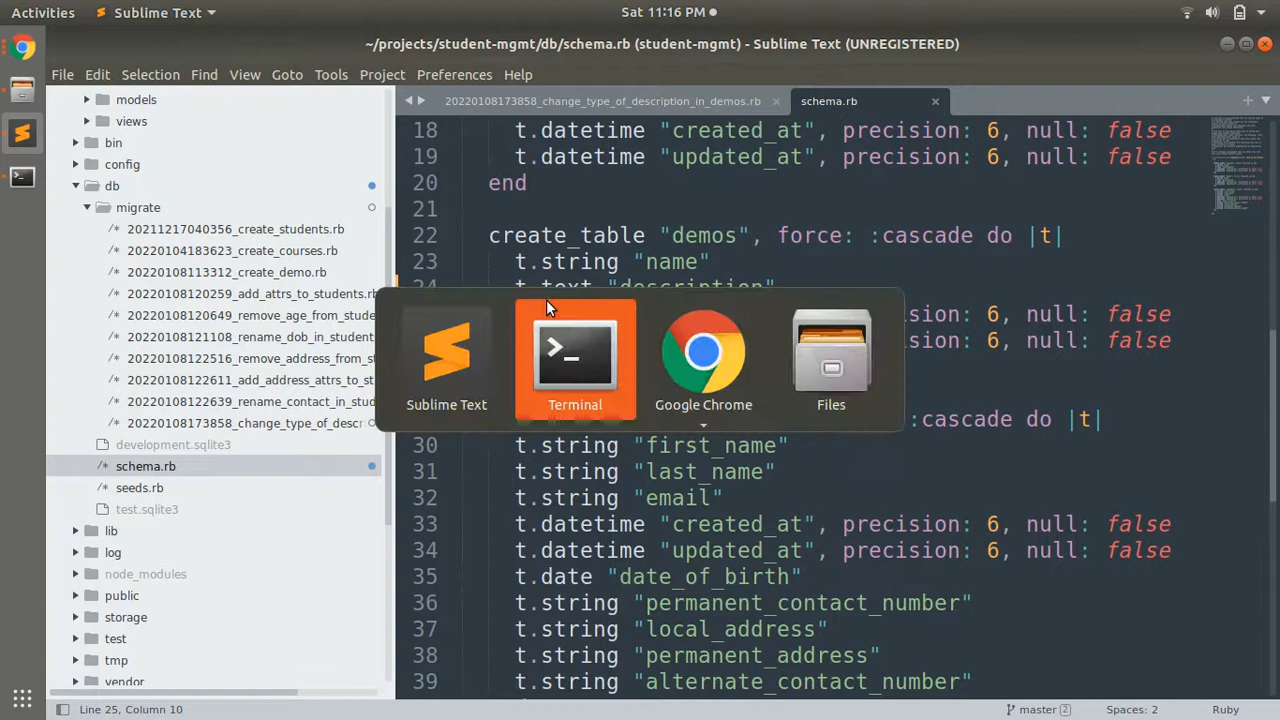 Activities
Sublime Text
Sat 11:16 PM
~/projects/student-mgmt/db/schema.rb (student-mgmt) - Sublime Text (UNREGISTERED)
File Edit Selection Find View Goto Tools Project Preferences Help
20220108173858_change_type_of_description_in_demos.rb
schema.rb
models
views
bin
config
db
migrate
/* 20211217040356_create_students.rb
/* 20220104183623_create_courses.rb
/* 20220108113312_create_demo.rb
/* 20220108120259_add_attrs_to_students.rb
/* 20220108120649_remove_age_from_stude
/* 20220108121108_rename_dob_in_student
/* 20220108122516_remove_address_from_st
/* 20220108122611_add_address_attrs_to_st
/* 20220108122639_rename_contact_in_stud
/* 20220108173858_change_type_of_descr
development.sqlite3
/* schema.rb
/* seeds.rb
test.sqlite3
lib
log
node_modules
public
storage
test
tmp
vendor
18 t.datetime "created_at", precision: 6, null: false
19 t.datetime "updated_at", precision: 6, null: false
20 end
21
22 create_table "demos", force: :cascade do |t|
23 t.string "name"
24 t.text "description"
cision: 6, null: false
cision: 6, null: false
:cascade do |t|
30 t.string "first_name"
31 t.string "last_name"
32 t.string "email"
33 t.datetime "created_at", precision: 6, null: false
34 t.datetime "updated_at", precision: 6, null: false
35 t.date "date_of_birth"
36 t.string "permanent_contact_number"
37 t.string "local_address"
38 t.string "permanent_address"
39 t.string "alternate_contact_number"
Sublime Text
Terminal
Google Chrome
Files
Line 25, Column 10
master 2
Spaces: 2
Ruby